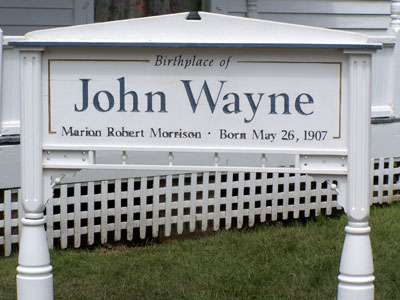 Birthplace of
John Wayne
Marion Robert Morrison · Born May 26, 1907